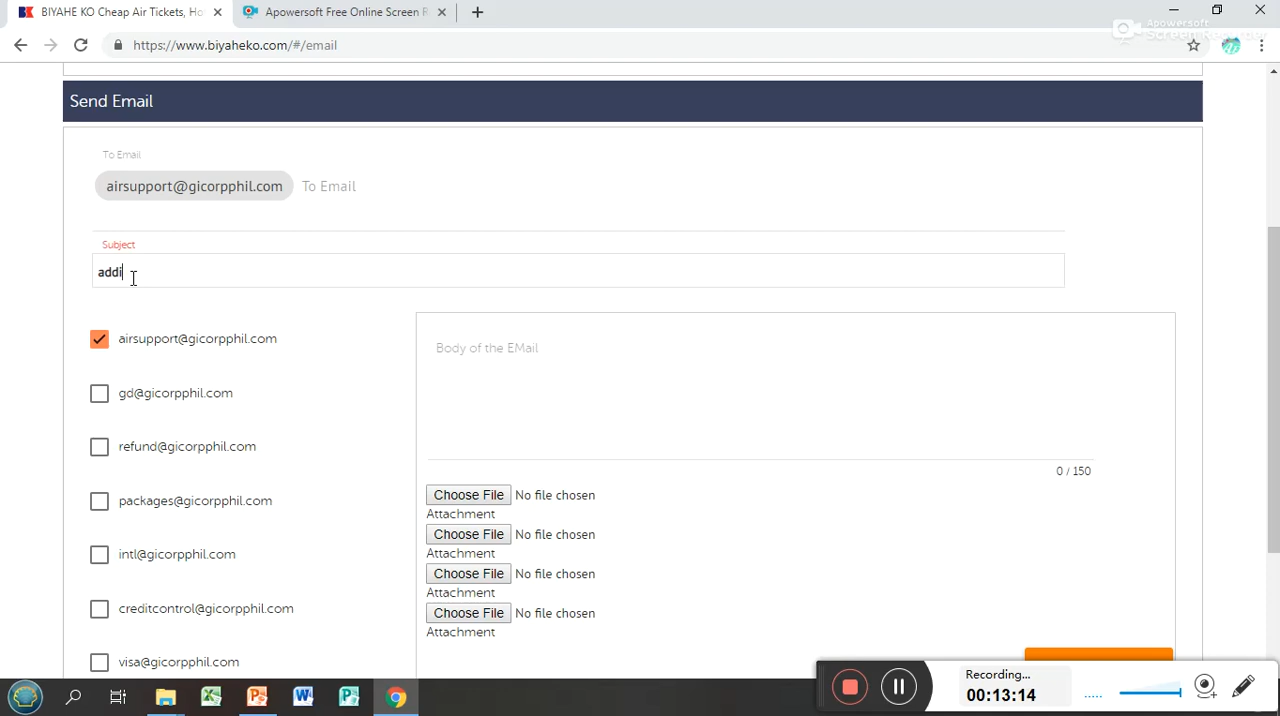 BIYAHE KO Cheap Air Tickets, Ho
Apowersoft Free Online Screen R
https://www.biyaheko.com/#/email
Apowersoft
Screen Recorder
Send Email
To Email
airsupport@gicorpphil.com To Email
Subject
addi
airsupport@gicorpphil.com
gd@gicorpphil.com
refund@gicorpphil.com
packages@gicorpphil.com
intl@gicorpphil.com
creditcontrol@gicorpphil.com
visa@gicorpphil.com
Body of the EMail
0 / 150
Choose File No file chosen
Attachment
Choose File No file chosen
Attachment
Choose File No file chosen
Attachment
Choose File No file chosen
Attachment
Recording...
00:13:14